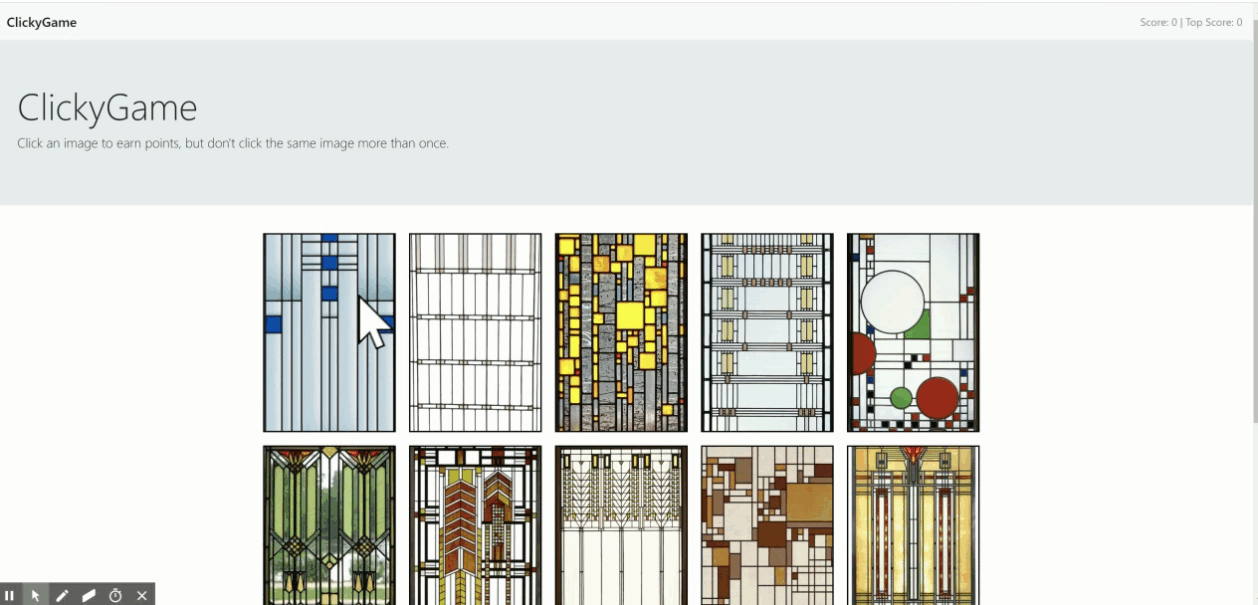 ClickyGame
Score: 0 | Top Score: 0
ClickyGame
Click an image to earn points, but don't click the same image more than once.